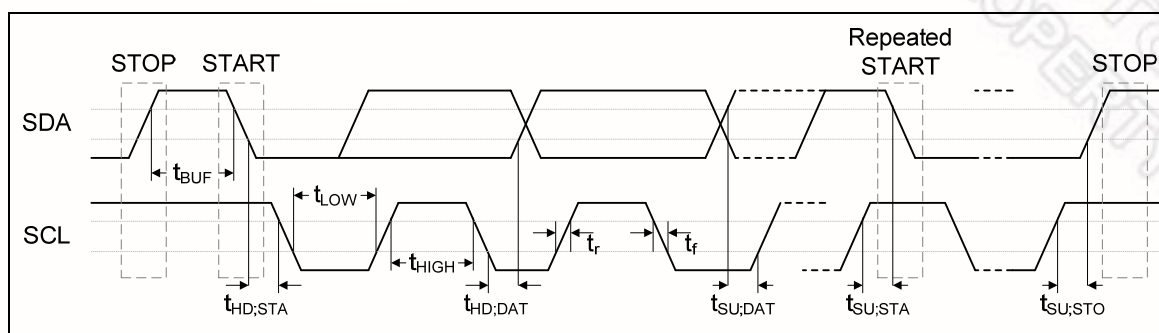 STOP START Repeated START STOP
SDA
tBUF
tLOW
SCL
tHIGH
tr
tf
tHD;STA
tHD;DAT
tSU;DAT
tSU;STA
tSU;STO